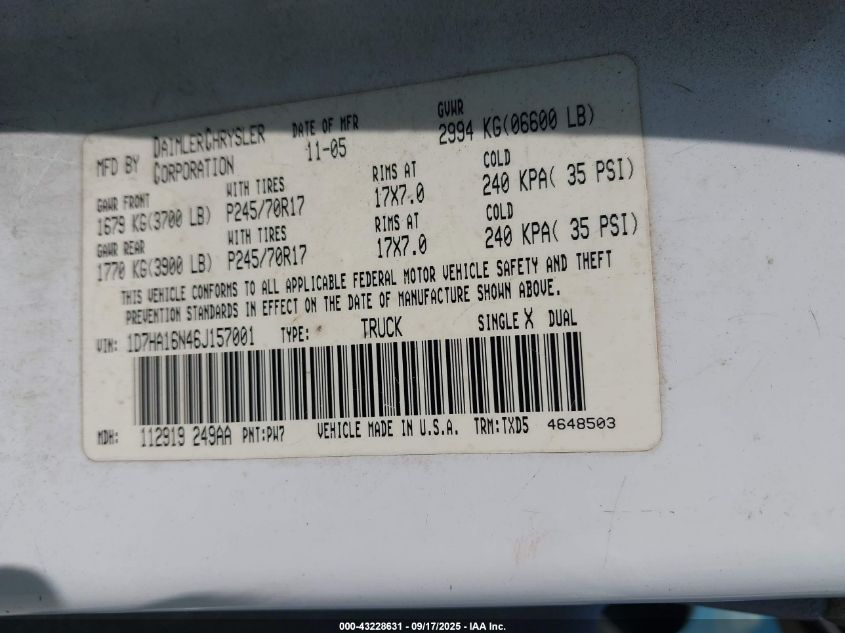 MFD BY DAIMLERCHRYSLER CORPORATION DATE OF MFR 11-05 GVWR 2994 KG(06600 LB)
GAWR FRONT WITH TIRES RIMS AT COLD
1679 KG(3700 LB) P245/70R17 17X7.0 240 KPA( 35 PSI)
GAWR REAR WITH TIRES RIMS AT COLD
1770 KG(3900 LB) P245/70R17 17X7.0 240 KPA( 35 PSI)
THIS VEHICLE CONFORMS TO ALL APPLICABLE FEDERAL MOTOR VEHICLE SAFETY AND THEFT
PREVENTION STANDARDS IN EFFECT ON THE DATE OF MANUFACTURE SHOWN ABOVE.
VIN: 1D7HA16N46J157001 TYPE: TRUCK SINGLE X DUAL
MDH: 112919 249AA PNT:PW7 VEHICLE MADE IN U.S.A. TRM:TXD5 4648503
000-43228631 - 09/17/2025 - IAA Inc.